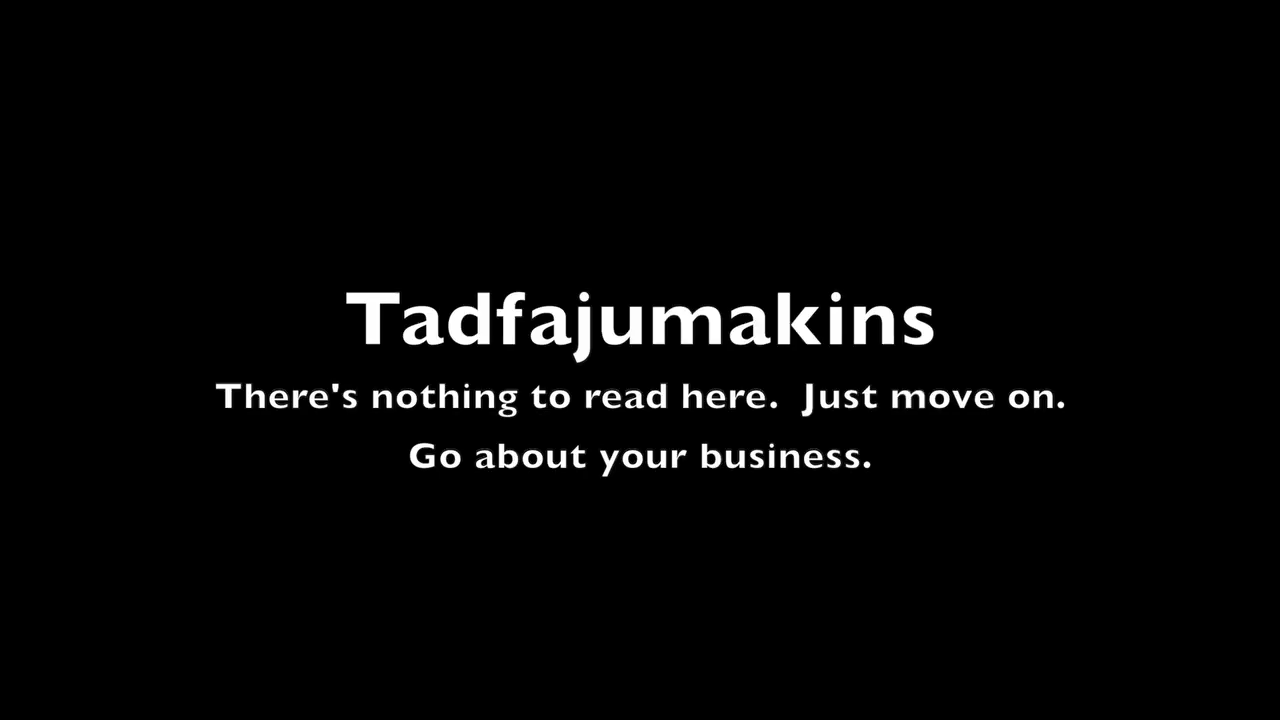 Tadfajumakins
There's nothing to read here.  Just move on.
Go about your business.